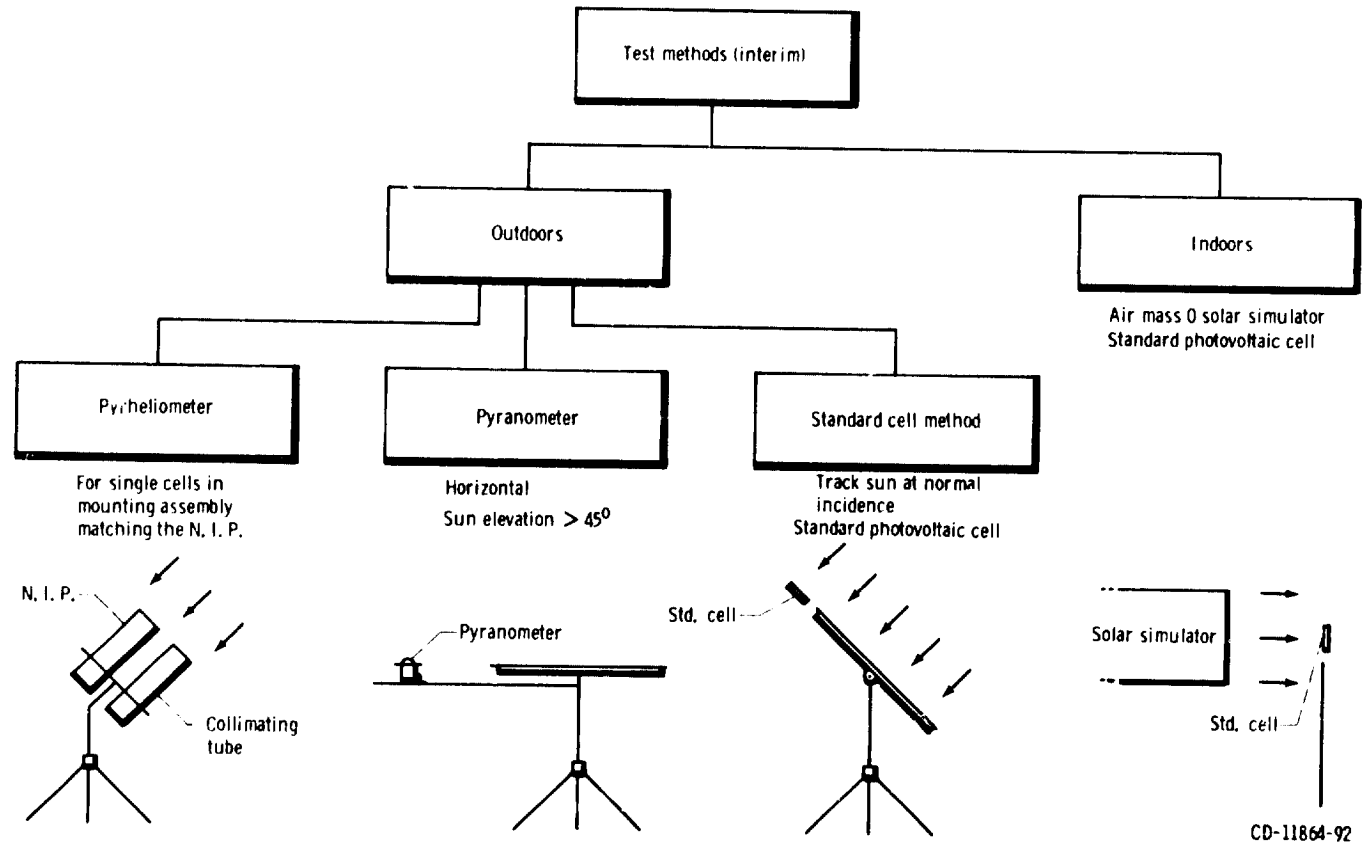 Test methods (interim)
Outdoors
Indoors
Air mass 0 solar simulator
Standard photovoltaic cell
Pyrheliometer
Pyranometer
Standard cell method
For single cells in
mounting assembly
matching the N. I. P.
Horizontal
Sun elevation > 45⁰
Track sun at normal
incidence
Standard photovoltaic cell
N. I. P.
Collimating
tube
Pyranometer
Std. cell
Solar simulator
Std. cell
CD-11864-92